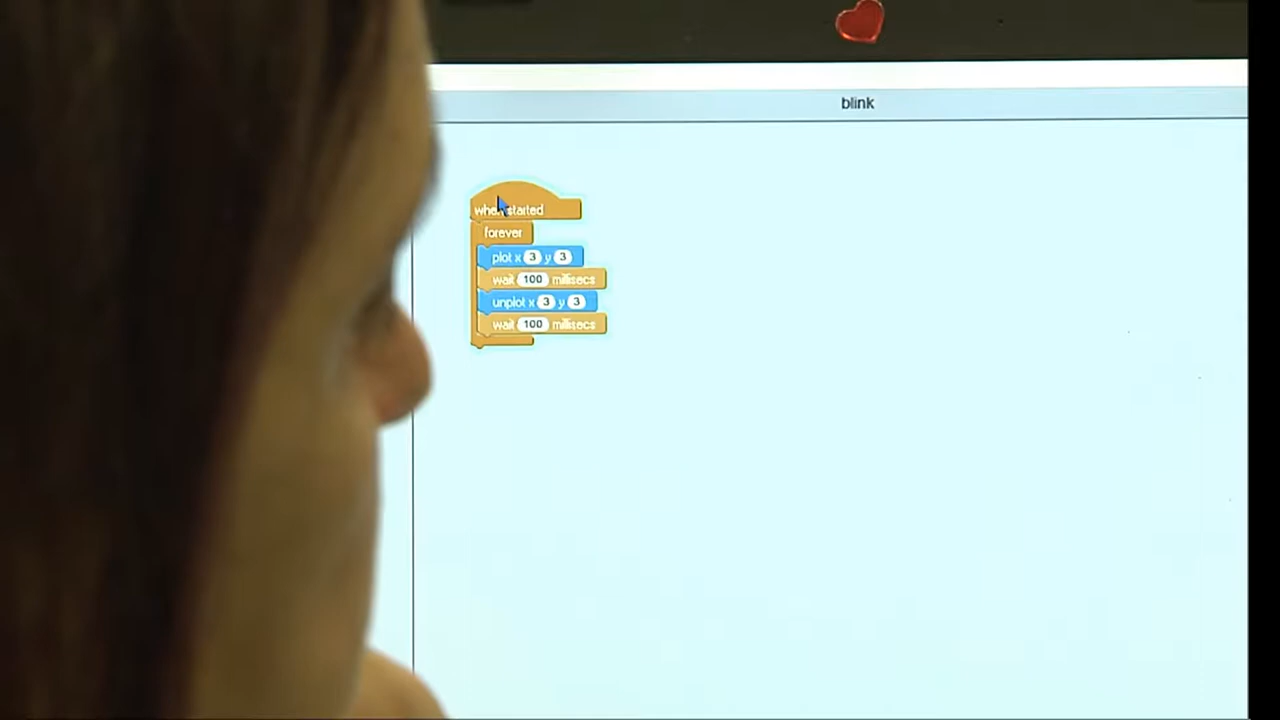 blink
when started
forever
plot x 3 y 3
wait 100 millisecs
unplot x 3 y 3
wait 100 millisecs